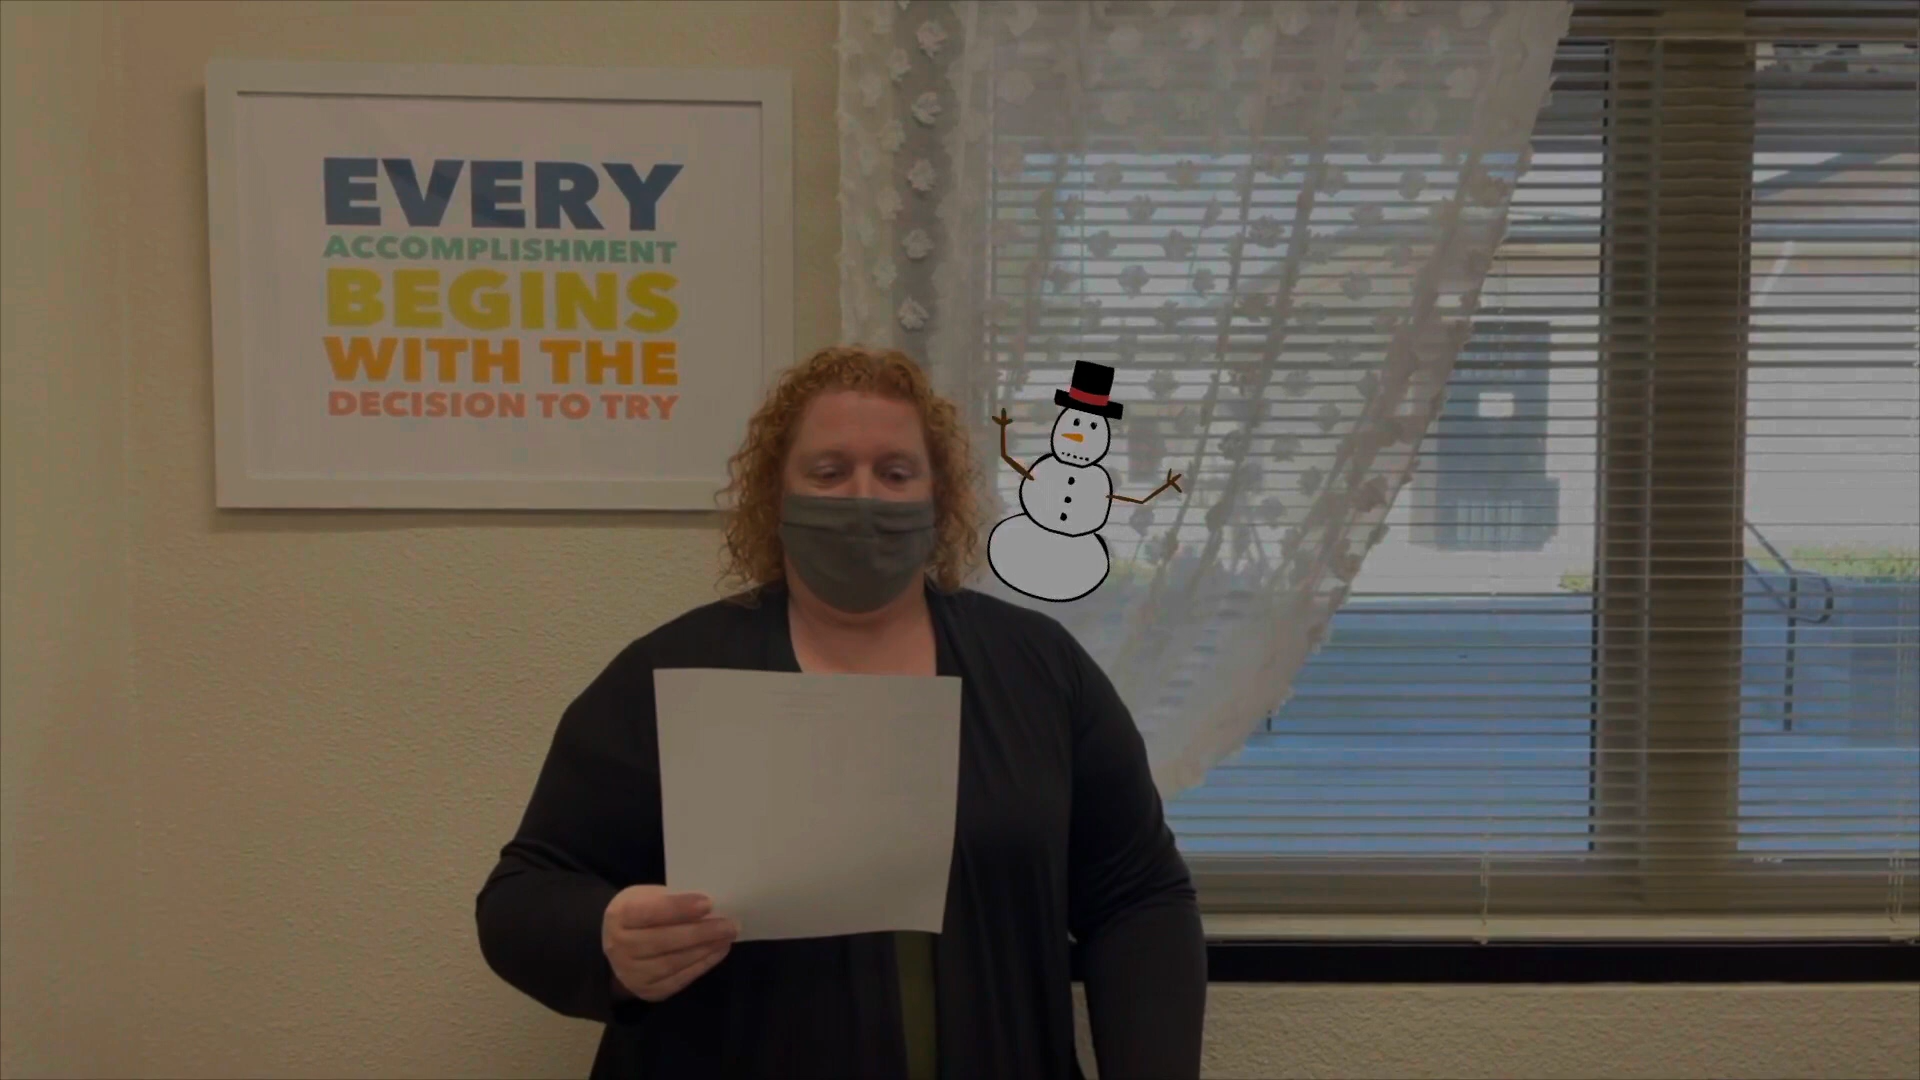 EVERY
ACCOMPLISHMENT
BEGINS
WITH THE
DECISION TO TRY